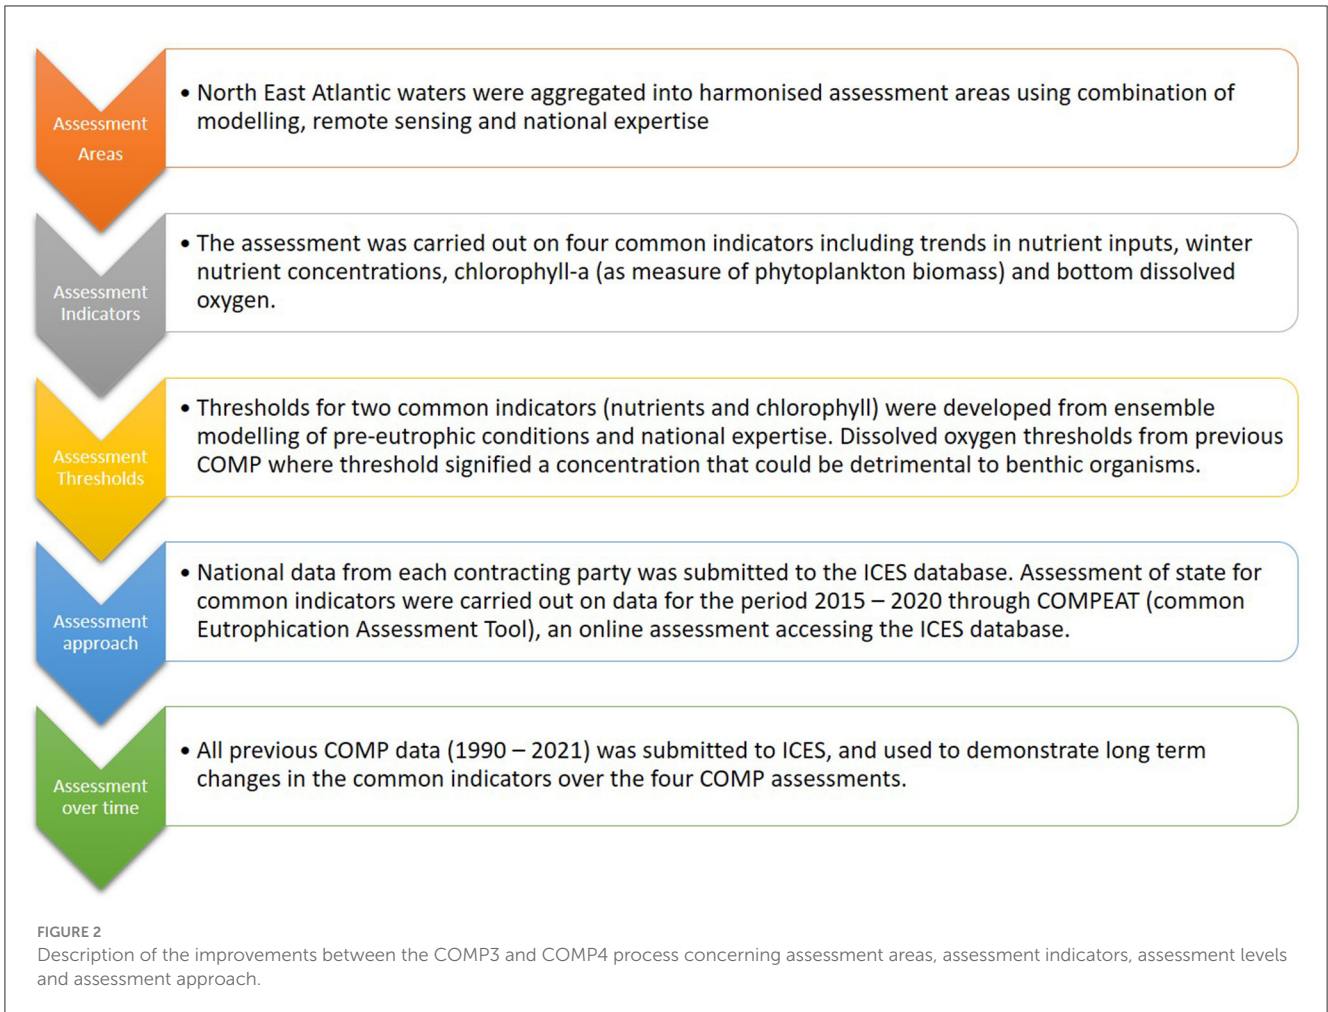 Assessment
Areas
• North East Atlantic waters were aggregated into harmonised assessment areas using combination of
modelling, remote sensing and national expertise
Assessment
Indicators
• The assessment was carried out on four common indicators including trends in nutrient inputs, winter
nutrient concentrations, chlorophyll-a (as measure of phytoplankton biomass) and bottom dissolved
oxygen.
Assessment
Thresholds
• Thresholds for two common indicators (nutrients and chlorophyll) were developed from ensemble
modelling of pre-eutrophic conditions and national expertise. Dissolved oxygen thresholds from previous
COMP where threshold signified a concentration that could be detrimental to benthic organisms.
Assessment
approach
• National data from each contracting party was submitted to the ICES database. Assessment of state for
common indicators were carried out on data for the period 2015 – 2020 through COMPEAT (common
Eutrophication Assessment Tool), an online assessment accessing the ICES database.
Assessment
over time
• All previous COMP data (1990 – 2021) was submitted to ICES, and used to demonstrate long term
changes in the common indicators over the four COMP assessments.
FIGURE 2
Description of the improvements between the COMP3 and COMP4 process concerning assessment areas, assessment indicators, assessment levels
and assessment approach.